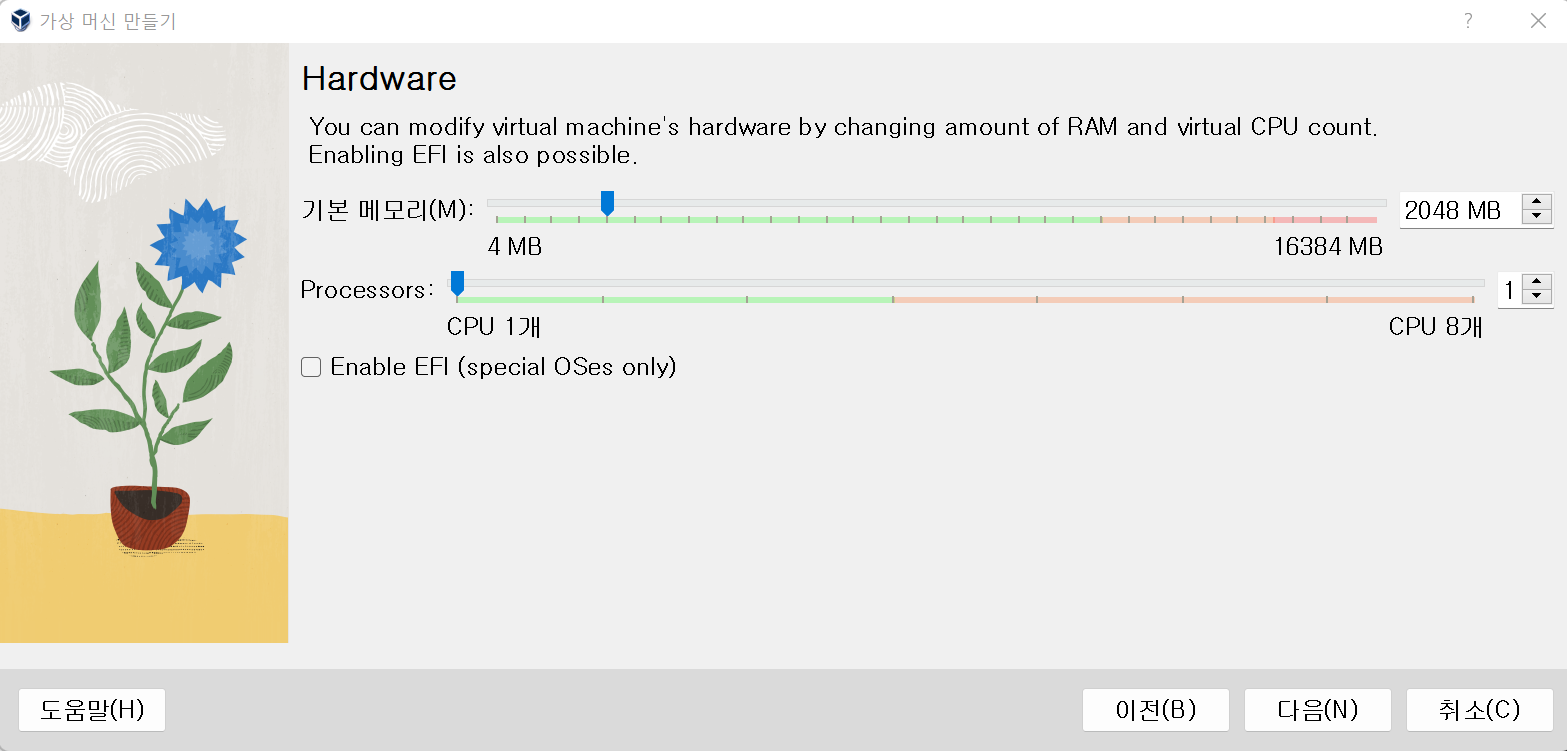 가상 머신 만들기
?
Hardware
You can modify virtual machine's hardware by changing amount of RAM and virtual CPU count.
Enabling EFI is also possible.
기본 메모리(M): 2048 MB
4 MB 16384 MB
Processors: 1
CPU 1개 CPU 8개
Enable EFI (special OSes only)
도움말(H) 이전(B) 다음(N) 취소(C)